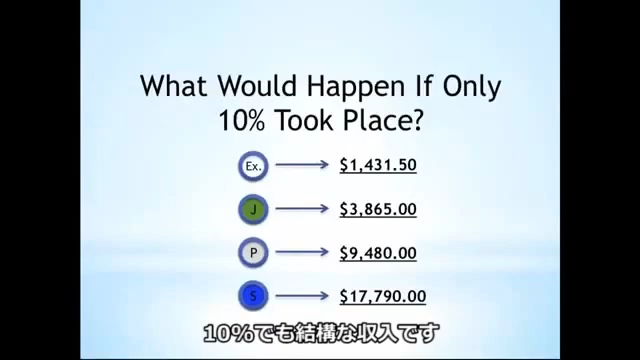 What Would Happen If Only
10% Took Place?
Ex. $1,431.50
J $3,865.00
P $9,480.00
S $17,790.00
10%でも結構な収入です